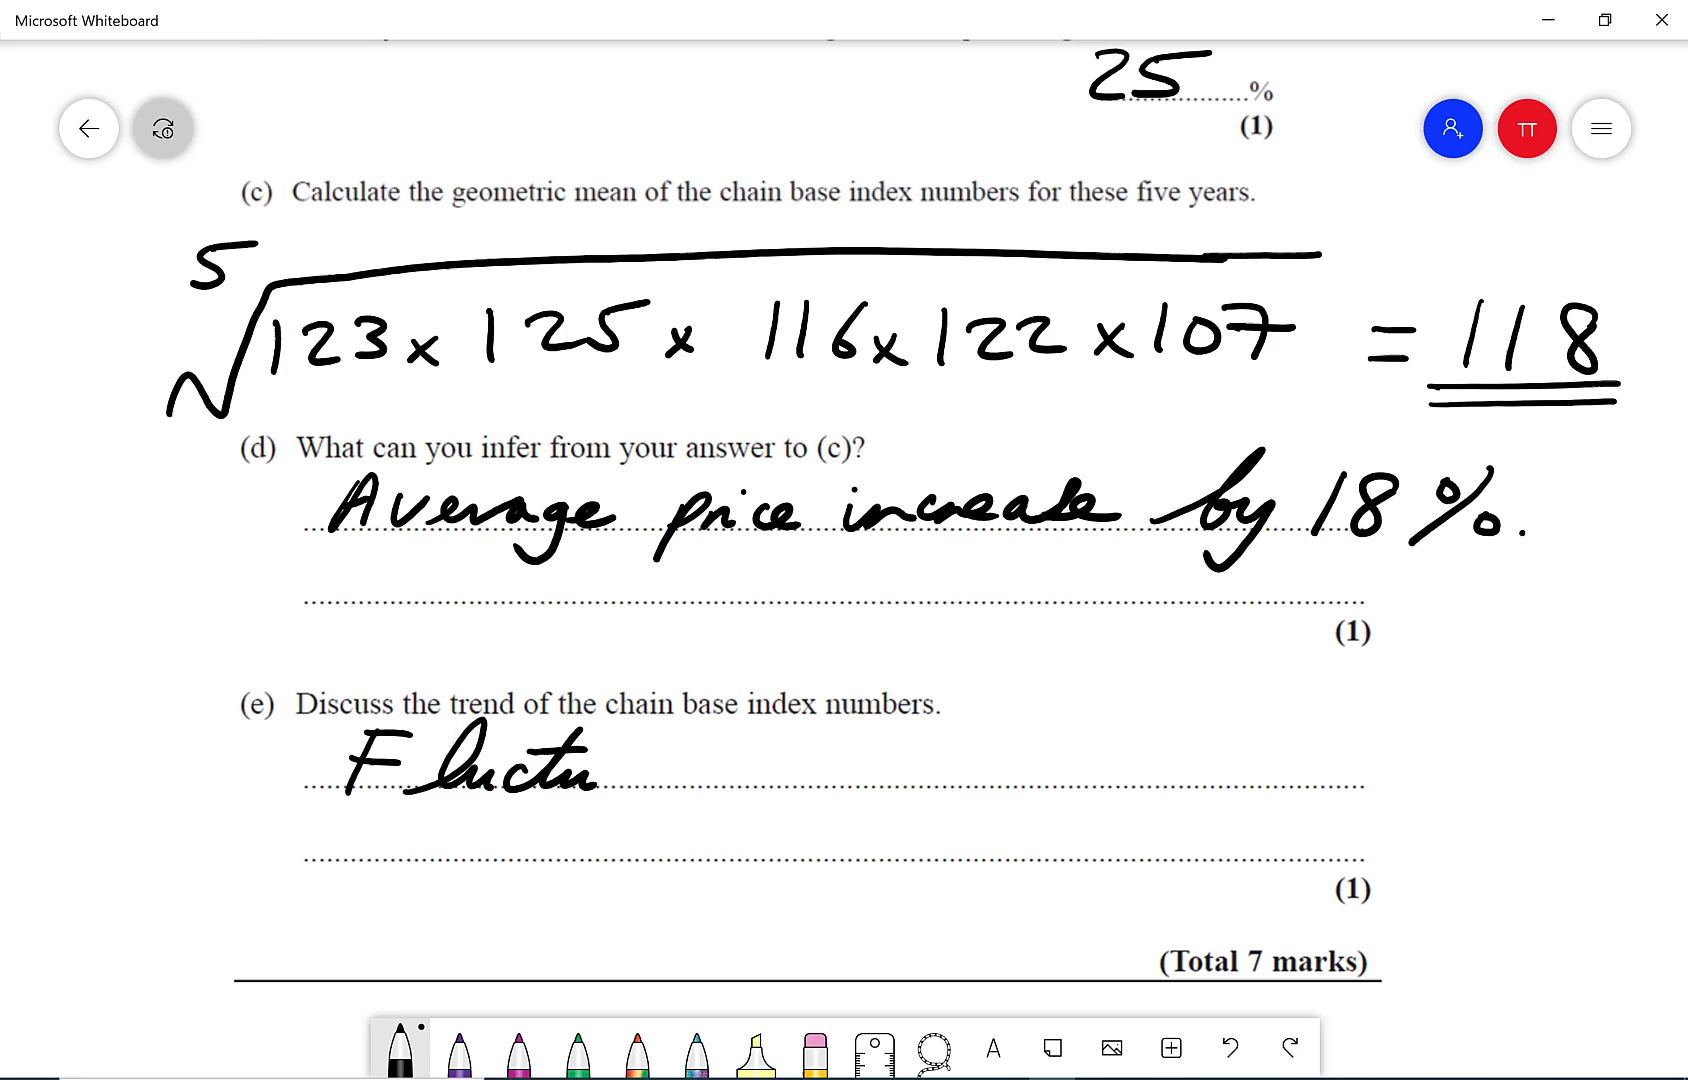 Microsoft Whiteboard
25 %
(1)
TT
(c) Calculate the geometric mean of the chain base index numbers for these five years.
5√123 x 125 x 116 x 122 x 107 = 118
(d) What can you infer from your answer to (c)?
Average price increase by 18 %.
(1)
(e) Discuss the trend of the chain base index numbers.
Fluctu
(1)
(Total 7 marks)
A